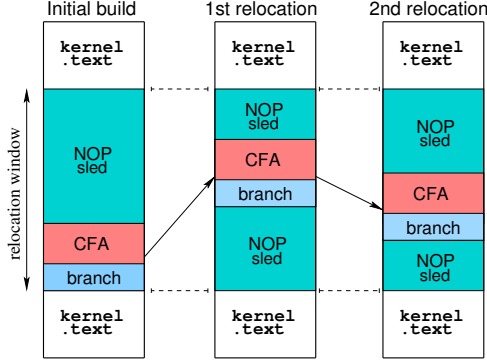 Initial build
1st relocation
2nd relocation
kernel
.text
kernel
.text
kernel
.text
relocation window
NOP
sled
CFA
branch
kernel
.text
NOP
sled
CFA
branch
NOP
sled
kernel
.text
NOP
sled
CFA
branch
NOP
sled
kernel
.text